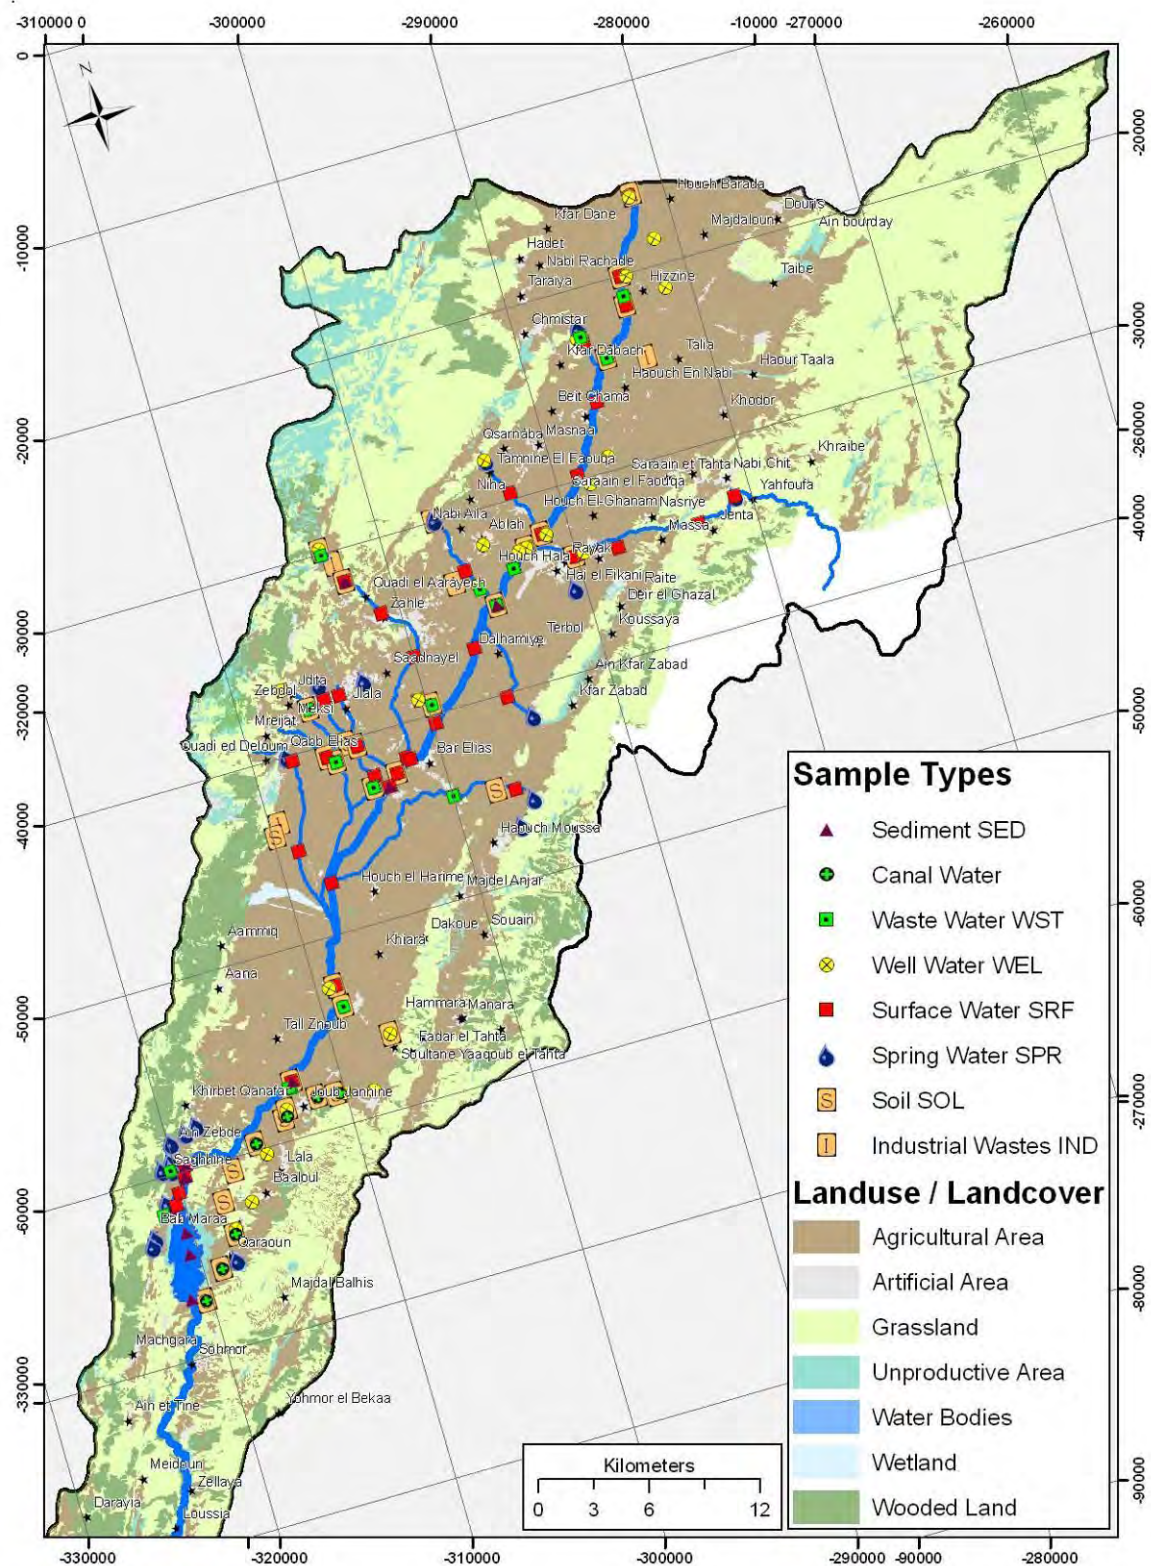 -310000 0 -300000 -290000 -280000 -10000 -270000 -260000
0
N
-20000
Houch Barada
Douris
Kfar Dane
Majdaloun
Ain bourday
-10000
Hadet
Nabi Rachade
Hizzine
Taibe
Taraiya
Chmistar
-30000
Kfar Dabach
Talia
Haour Taala
Haouch En Nabi
Beit Chama
Khodor
-20000
-260000
Qsarnaba
Masnaa
Khraibe
Tamnine El Faouqa
Saraain et Tahta
Nabi Chit
Niha
Saraain el Faouqa
Yahfoufa
Houch El-Ghanam
Nasriye
Nabi Aila
Ablah
Jenta
-40000
Massa
Rayak
Houch Hala
Hai el Fikani
Raite
Ouadi el Aarayech
Deir el Ghazal
Zahle
Koussaya
-30000
Terbol
Dalhamiye
Saadnayel
Ain Kfar Zabad
Jdita
Zebdol
Jlala
Kfar Zabad
Meksi
-320000
-50000
Mreijat
Qabb Elias
Ouadi ed Deloum
Bar Elias
Sample Types
Sediment SED
S
I
-40000
S
Haouch Moussa
Canal Water
Houch el Harime
Majdel Anjar
-60000
Waste Water WST
Dakoue
Souairi
Aammiq
Khiara
Well Water WEL
Aana
Hammara
Manara
Surface Water SRF
-50000
Tall Znoub
Fadar el Tahta
Soultane Yaaqoub el Tahta
Spring Water SPR
Khirbet Qanafa
Joub Jannine
-270000
S
Soil SOL
Ain Zebde
I
Industrial Wastes IND
Saghbine
Lala
S
Baaloul
Landuse / Landcover
-60000
S
Bab Maraa
Qaraoun
Agricultural Area
Majdal Balhis
Artificial Area
-80000
Machgara
Sohmor
Grassland
-330000
Yohmor el Bekaa
Unproductive Area
Ain et Tine
Water Bodies
Meidoun
Kilometers
Wetland
-90000
Zellaya
0 3 6 12
Darayia
Loussia
Wooded Land
-330000 -320000 -310000 -300000 -290000 -80000 -280000